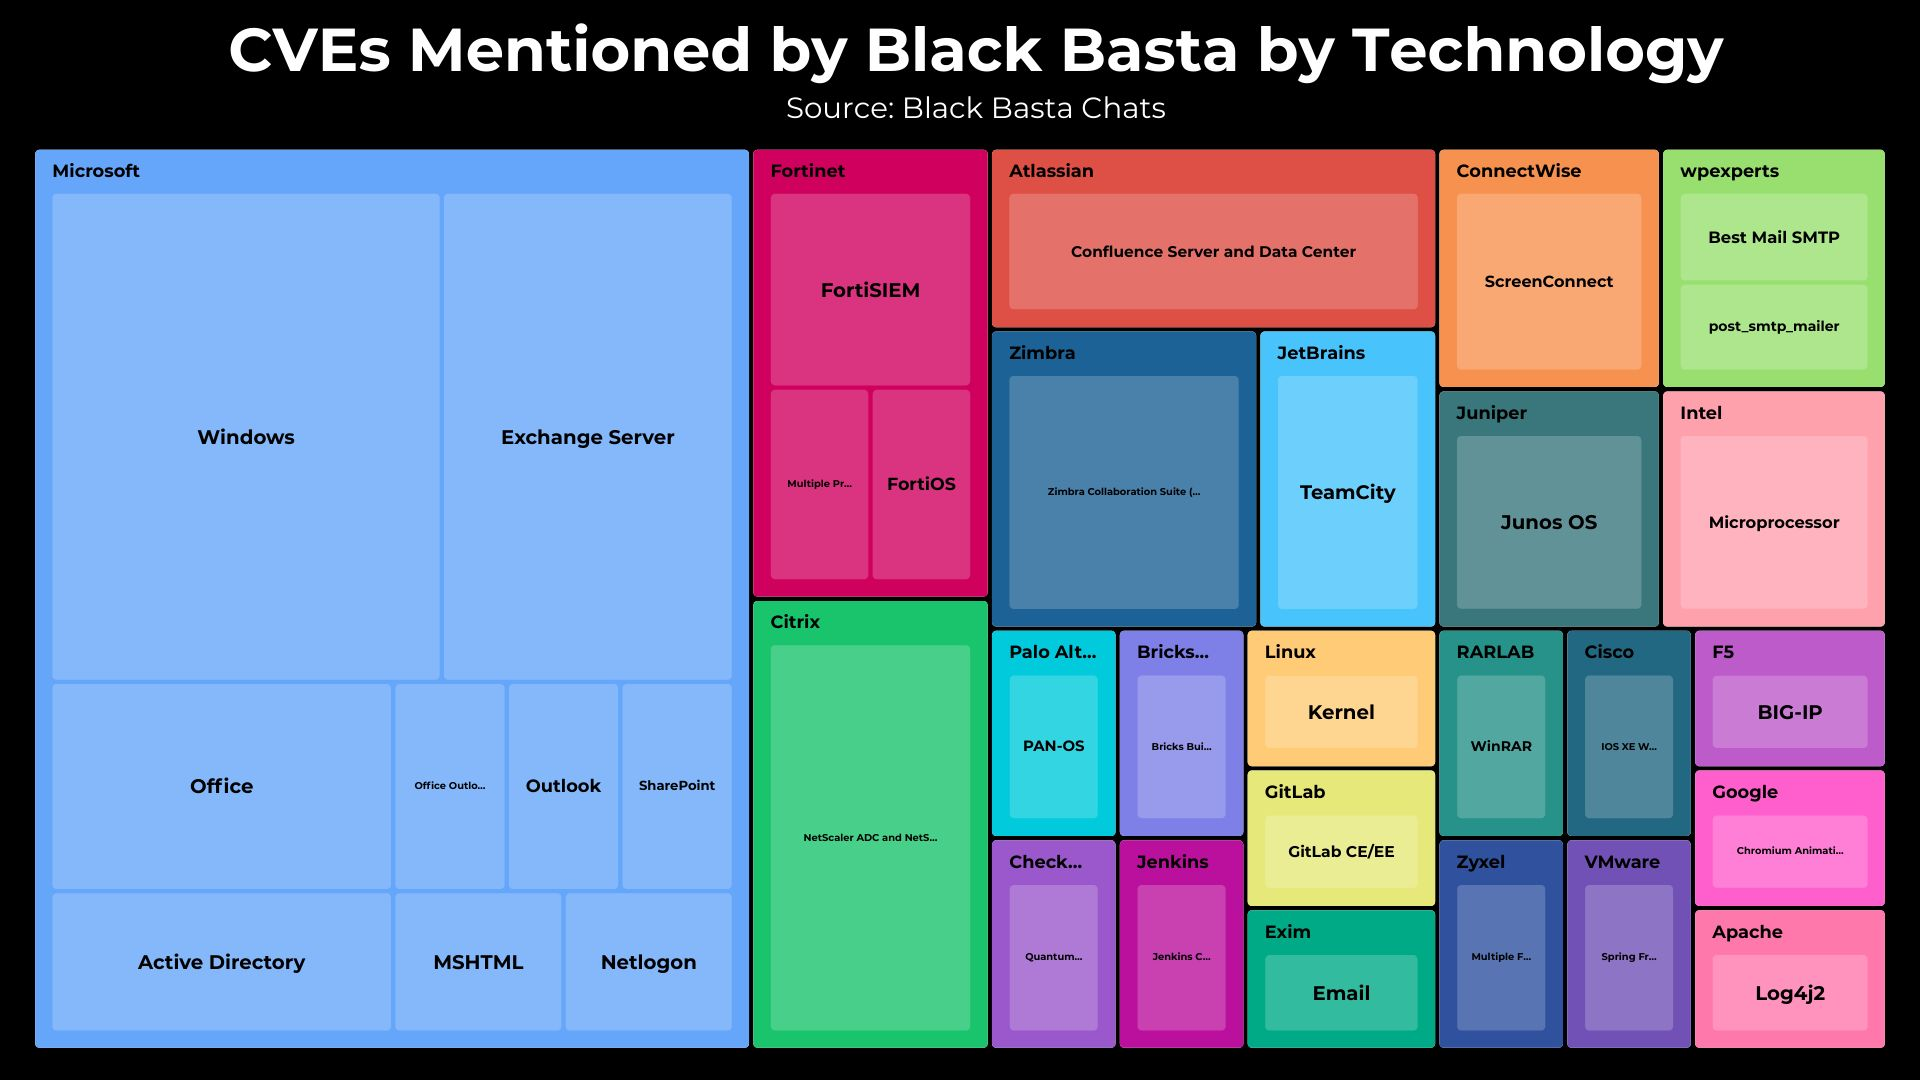 CVEs Mentioned by Black Basta by Technology
Source: Black Basta Chats
Microsoft
Windows
Exchange Server
Office
Office Outlo...
Outlook
SharePoint
Active Directory
MSHTML
Netlogon
Fortinet
FortiSIEM
Multiple Pr...
FortiOS
Citrix
NetScaler ADC and NetS...
Atlassian
Confluence Server and Data Center
Zimbra
Zimbra Collaboration Suite (...
JetBrains
TeamCity
ConnectWise
ScreenConnect
wpexperts
Best Mail SMTP
post_smtp_mailer
Juniper
Junos OS
Intel
Microprocessor
Palo Alt...
PAN-OS
Bricks...
Bricks Bui...
Linux
Kernel
GitLab
GitLab CE/EE
Check...
Quantum...
Jenkins
Jenkins C...
Exim
Email
RARLAB
WinRAR
Cisco
IOS XE W...
F5
BIG-IP
Google
Chromium Animati...
Zyxel
Multiple F...
VMware
Spring Fr...
Apache
Log4j2